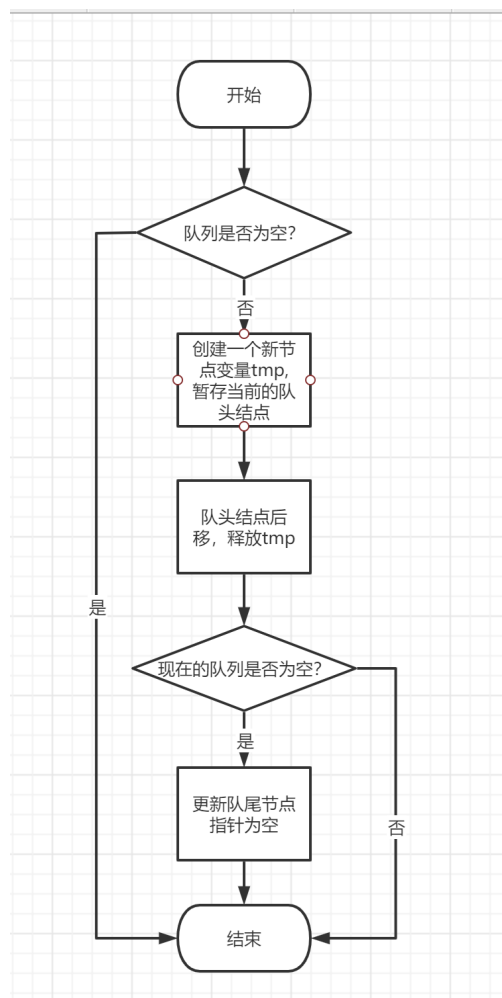 开始
队列是否为空？
否
创建一个新节
点变量tmp,
暂存当前的队
头结点
队头结点后
移，释放tmp
是
现在的队列是否为空？
是
更新队尾节点
指针为空
否
结束